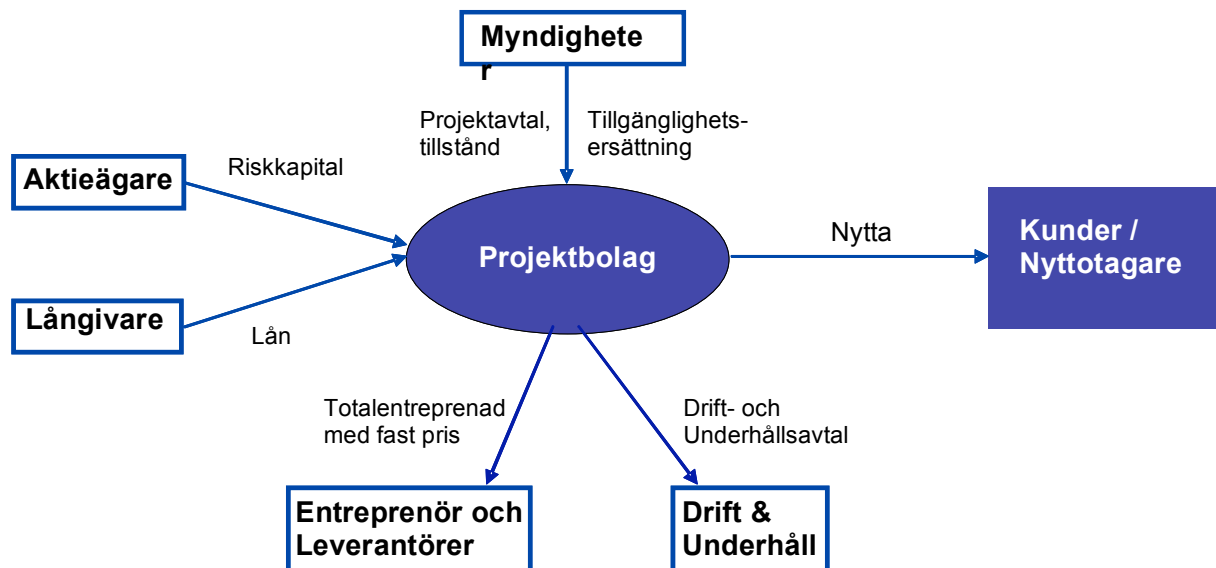 Myndighete
r
Projektavtal,
tillstånd
Tillgänglighets-
ersättning
Aktieägare
Riskkapital
Projektbolag
Nytta
Kunder /
Nyttotagare
Långivare
Lån
Totalentreprenad
med fast pris
Drift- och
Underhållsavtal
Entreprenör och
Leverantörer
Drift &
Underhåll